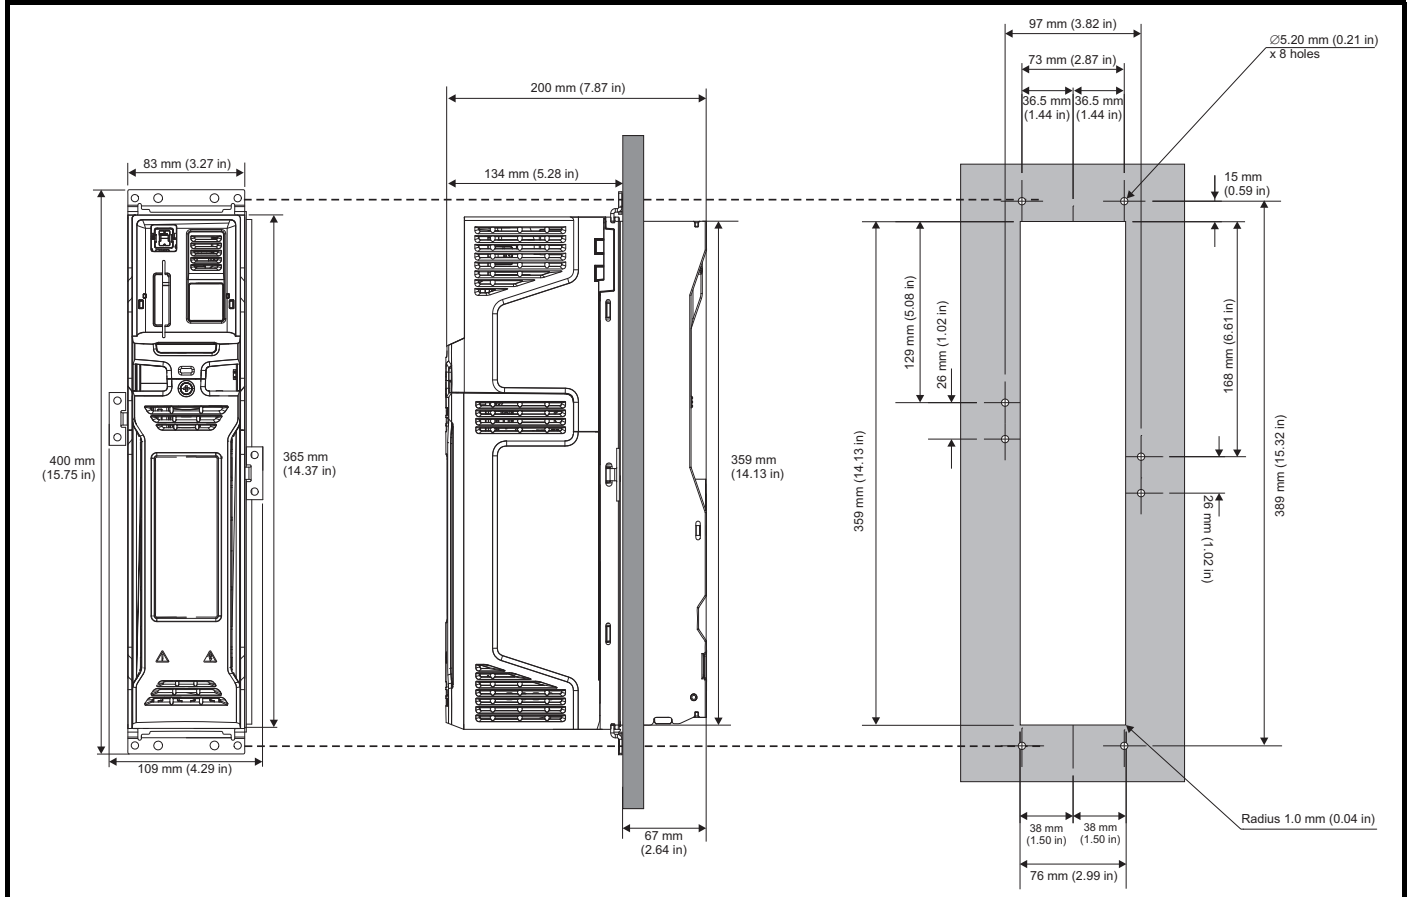 97 mm (3.82 in)
Ø5.20 mm (0.21 in)
x 8 holes
73 mm (2.87 in)
200 mm (7.87 in)
36.5 mm
(1.44 in)
36.5 mm
(1.44 in)
83 mm (3.27 in)
134 mm (5.28 in)
15 mm
(0.59 in)
129 mm (5.08 in)
26 mm (1.02 in)
168 mm (6.61 in)
400 mm
(15.75 in)
365 mm
(14.37 in)
359 mm
(14.13 in)
359 mm (14.13 in)
389 mm (15.32 in)
26 mm (1.02 in)
109 mm (4.29 in)
67 mm
(2.64 in)
Radius 1.0 mm (0.04 in)
38 mm
(1.50 in)
38 mm
(1.50 in)
76 mm (2.99 in)